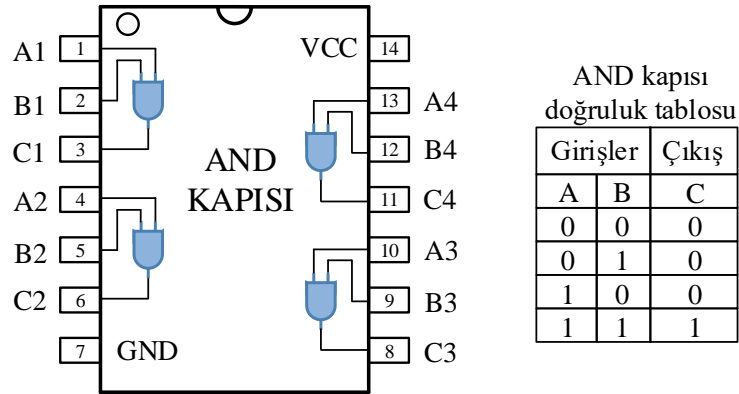 A1 1
B1 2
C1 3
A2 4
B2 5
C2 6
7 GND
VCC 14
13 A4
12 B4
11 C4
10 A3
9 B3
8 C3
AND
KAPISI
AND kapısı
doğruluk tablosu
Girişler Çıkış
A B C
0 0 0
0 1 0
1 0 0
1 1 1